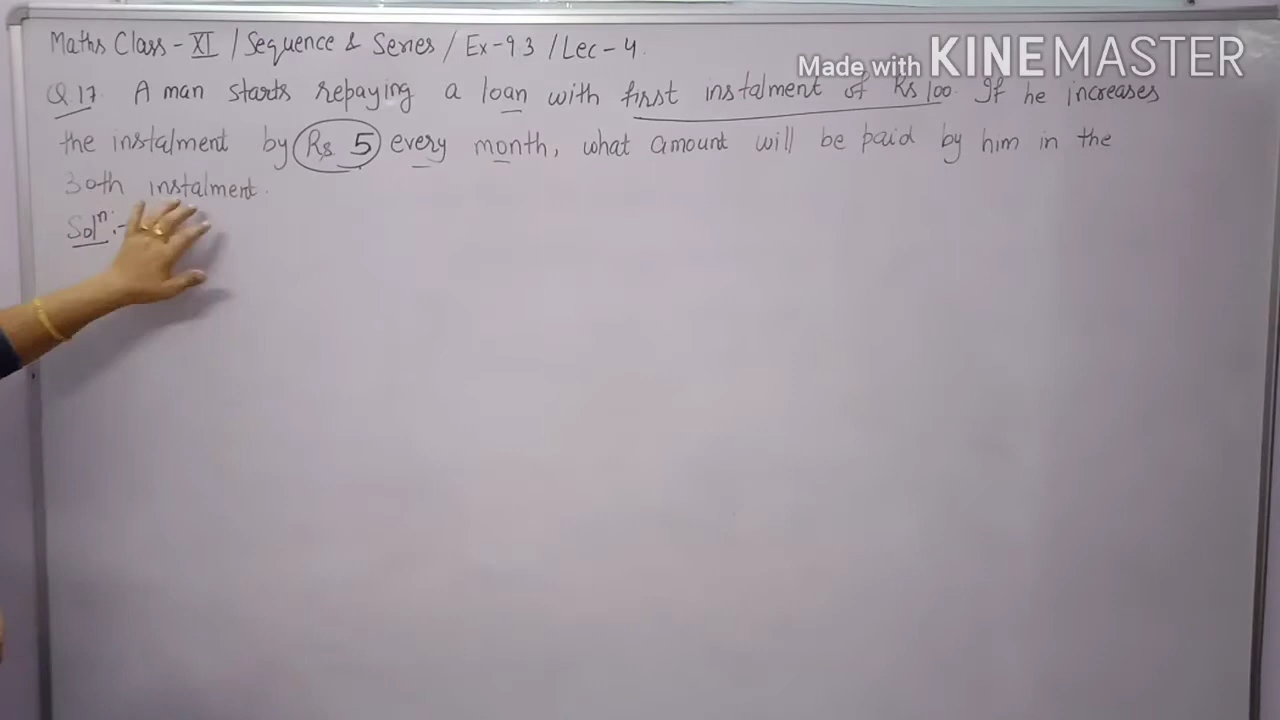 Maths Class - XI / Sequence & Series / Ex-9.3 / Lec-4.
Made with KINEMASTER
Q.17. A man starts repaying a loan with first instalment of Rs 100. If he increases
the instalment by Rs. 5 every month, what amount will be paid by him in the
30th instalment.
Solⁿ:-